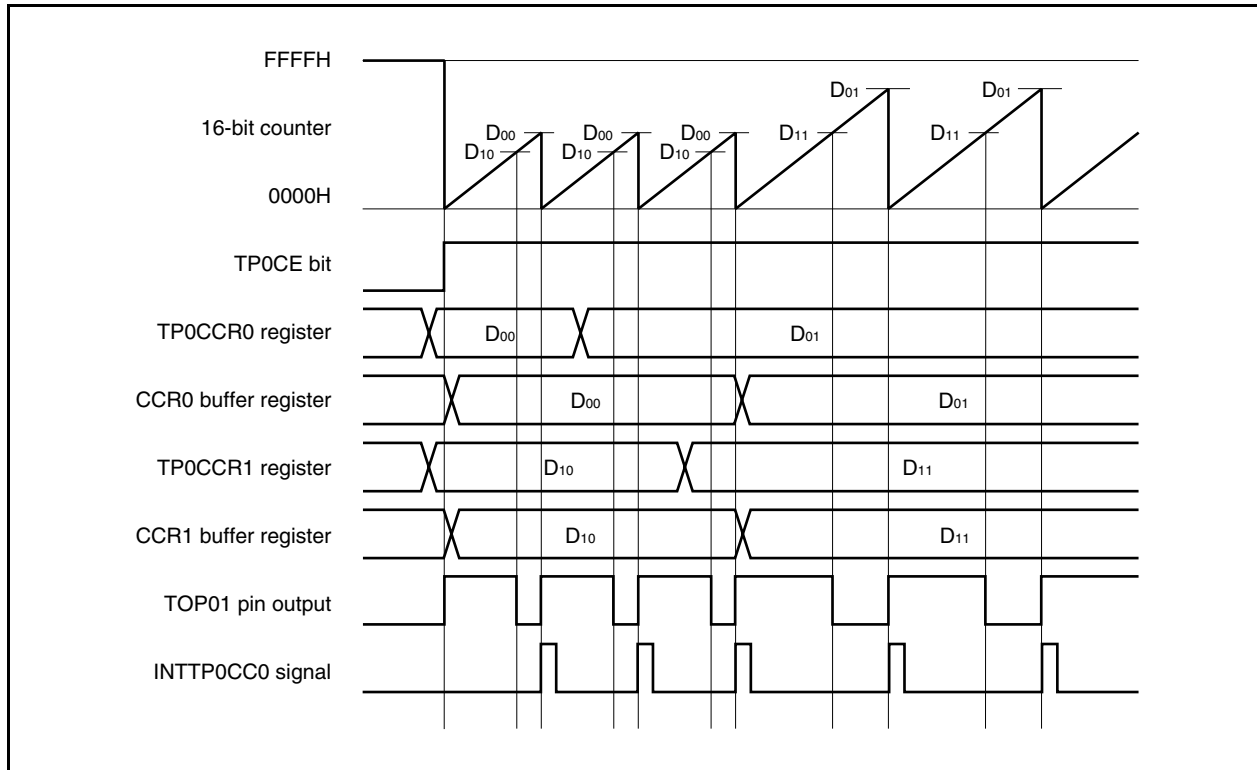 FFFFH
D01 D01
16-bit counter D00 D00 D00 D11 D11
D10 D10 D10
0000H
TP0CE bit
TP0CCR0 register D00 D01
CCR0 buffer register D00 D01
TP0CCR1 register D10 D11
CCR1 buffer register D10 D11
TOP01 pin output
INTTP0CC0 signal